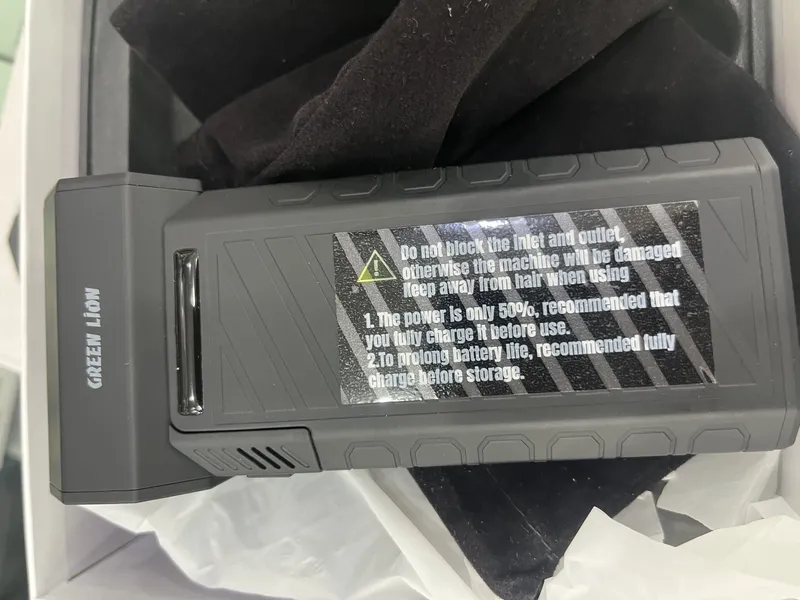 GREEN LION
Do not block the inlet and outlet,
otherwise the machine will be damaged
Keep away from hair when using
1. The power is only 50%, recommended that
you fully charge it before use.
2.To prolong battery life, recommended fully
charge before storage.